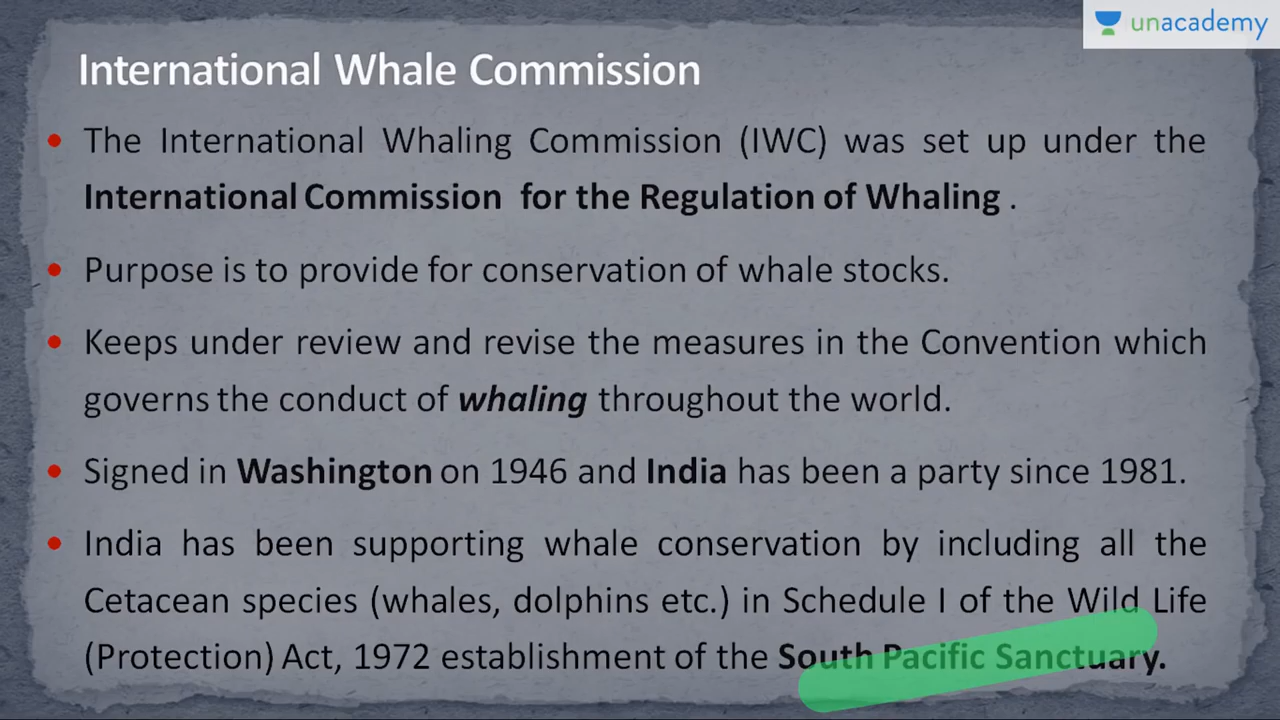 unacademy
International Whale Commission
• The International Whaling Commission (IWC) was set up under the
International Commission for the Regulation of Whaling .
• Purpose is to provide for conservation of whale stocks.
• Keeps under review and revise the measures in the Convention which
governs the conduct of whaling throughout the world.
• Signed in Washington on 1946 and India has been a party since 1981.
• India has been supporting whale conservation by including all the
Cetacean species (whales, dolphins etc.) in Schedule I of the Wild Life
(Protection) Act, 1972 establishment of the South Pacific Sanctuary.